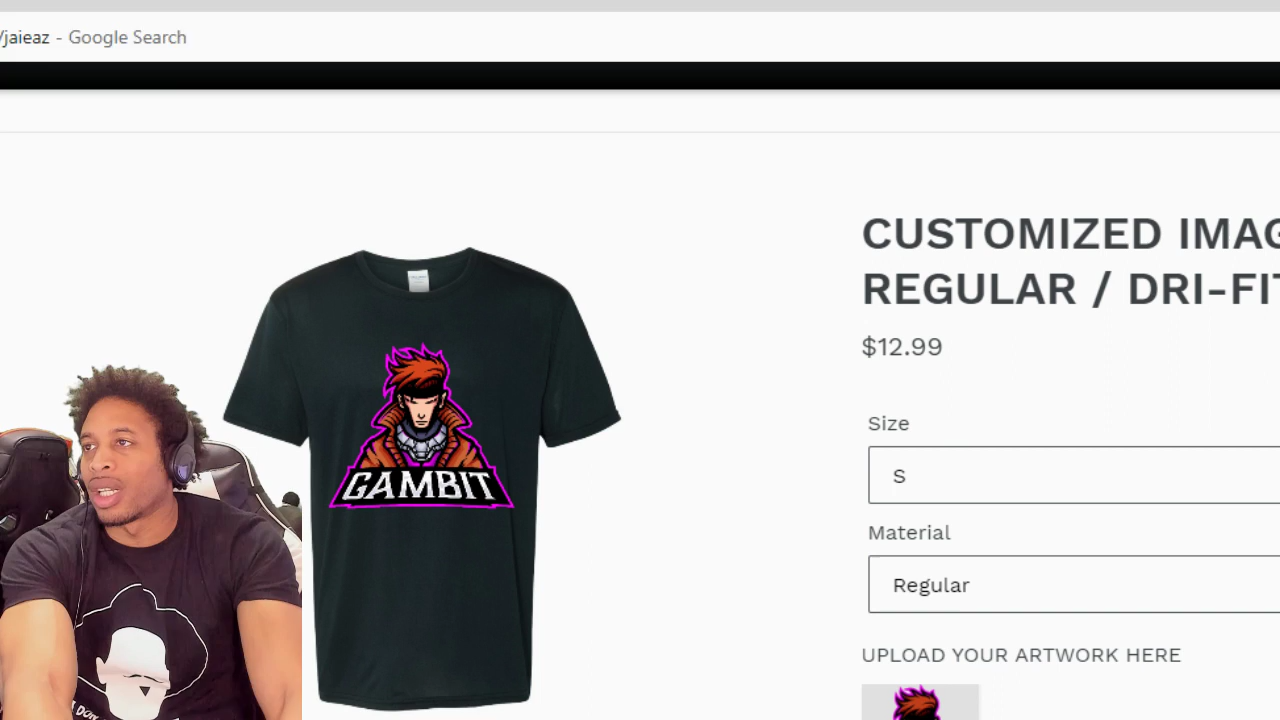 /jaieaz - Google Search
CUSTOMIZED IMAG
REGULAR / DRI-FIT
$12.99
Size
S
Material
Regular
UPLOAD YOUR ARTWORK HERE
GAMBIT